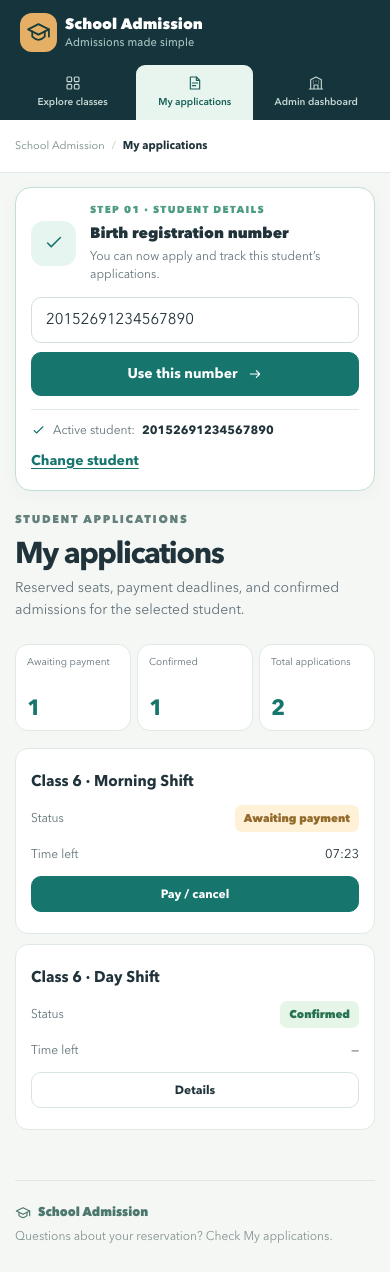 School Admission
Admissions made simple
Explore classes
My applications
Admin dashboard
School Admission / My applications
STEP 01 · STUDENT DETAILS
Birth registration number
You can now apply and track this student’s
applications.
20152691234567890
Use this number →
Active student: 20152691234567890
Change student
STUDENT APPLICATIONS
My applications
Reserved seats, payment deadlines, and confirmed
admissions for the selected student.
Awaiting payment
1
Confirmed
1
Total applications
2
Class 6 · Morning Shift
Status Awaiting payment
Time left 07:23
Pay / cancel
Class 6 · Day Shift
Status Confirmed
Time left —
Details
School Admission
Questions about your reservation? Check My applications.